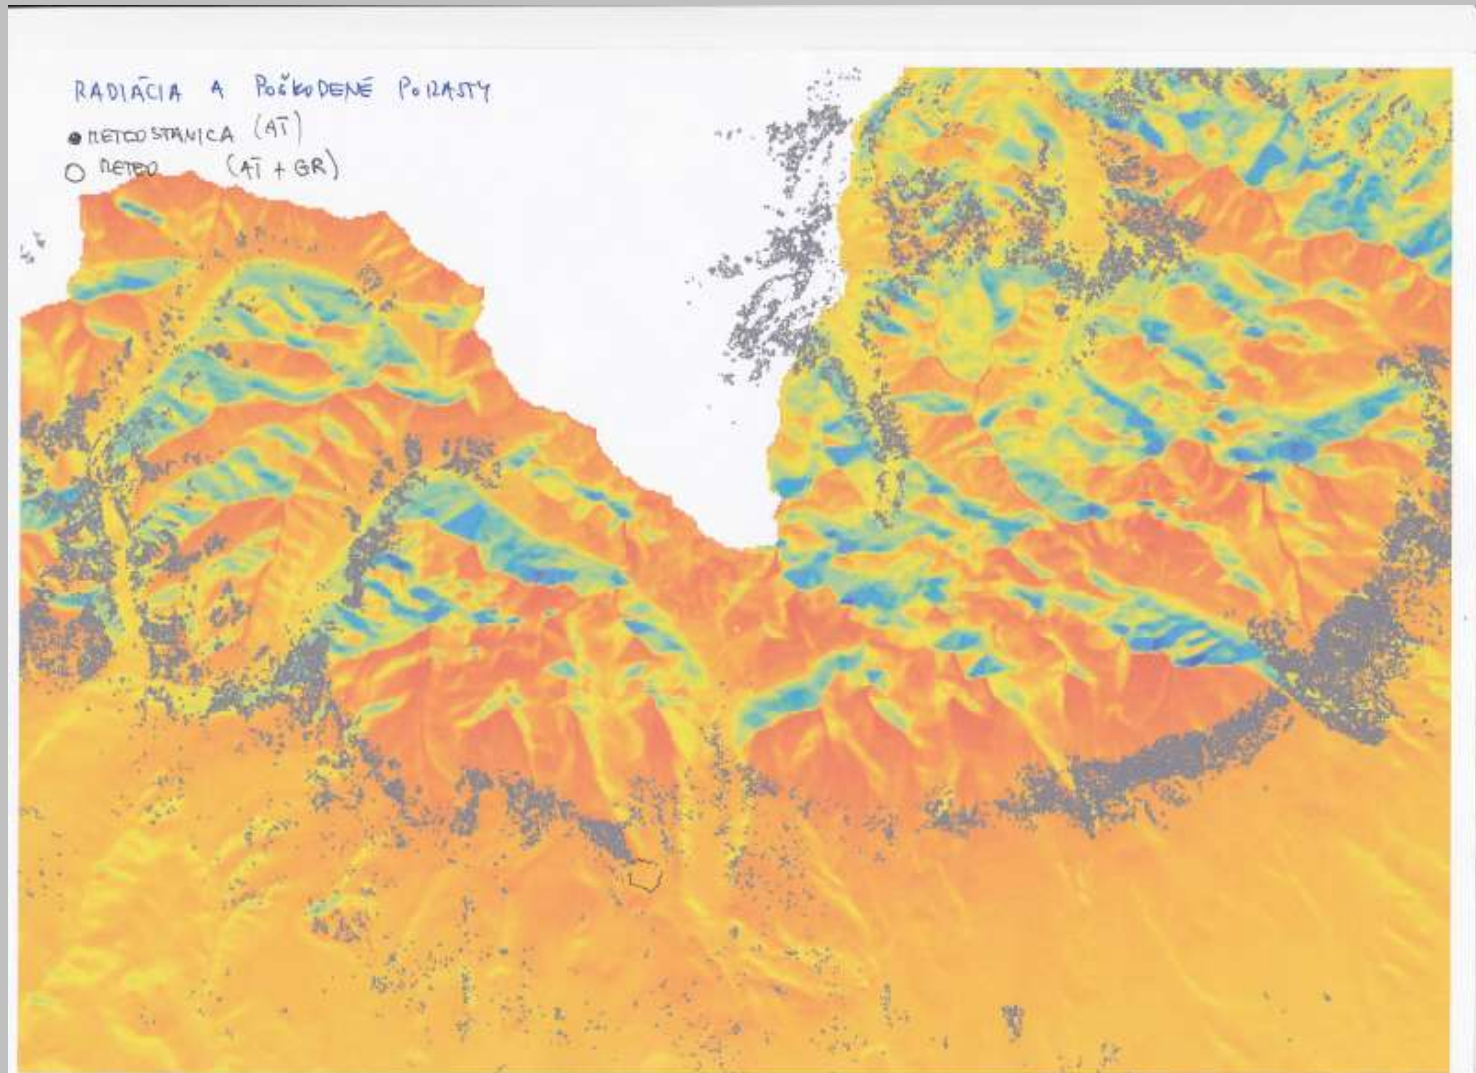 RADIÁCIA A POŠKODENÉ PORASTY
METEOSTANICA (AT)
METEO (AT + GR)